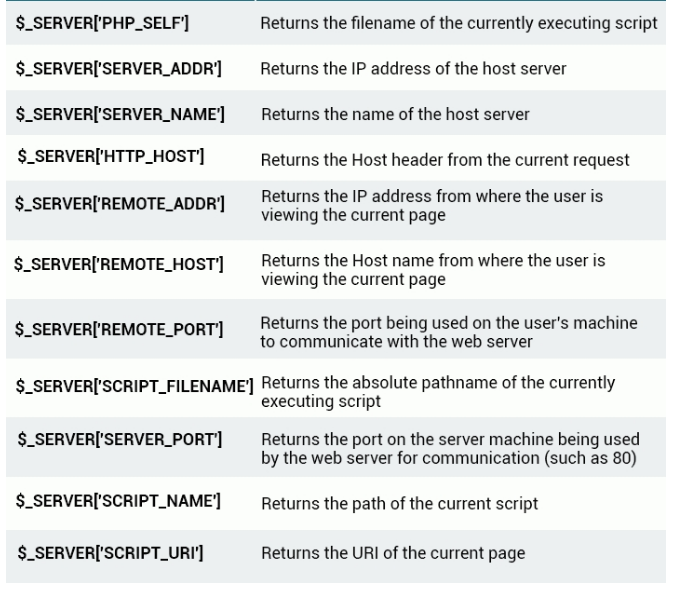 $_SERVER['PHP_SELF'] Returns the filename of the currently executing script
$_SERVER['SERVER_ADDR'] Returns the IP address of the host server
$_SERVER['SERVER_NAME'] Returns the name of the host server
$_SERVER['HTTP_HOST'] Returns the Host header from the current request
$_SERVER['REMOTE_ADDR'] Returns the IP address from where the user is
viewing the current page
$_SERVER['REMOTE_HOST'] Returns the Host name from where the user is
viewing the current page
$_SERVER['REMOTE_PORT'] Returns the port being used on the user's machine
to communicate with the web server
$_SERVER['SCRIPT_FILENAME'] Returns the absolute pathname of the currently
executing script
$_SERVER['SERVER_PORT'] Returns the port on the server machine being used
by the web server for communication (such as 80)
$_SERVER['SCRIPT_NAME'] Returns the path of the current script
$_SERVER['SCRIPT_URI'] Returns the URI of the current page